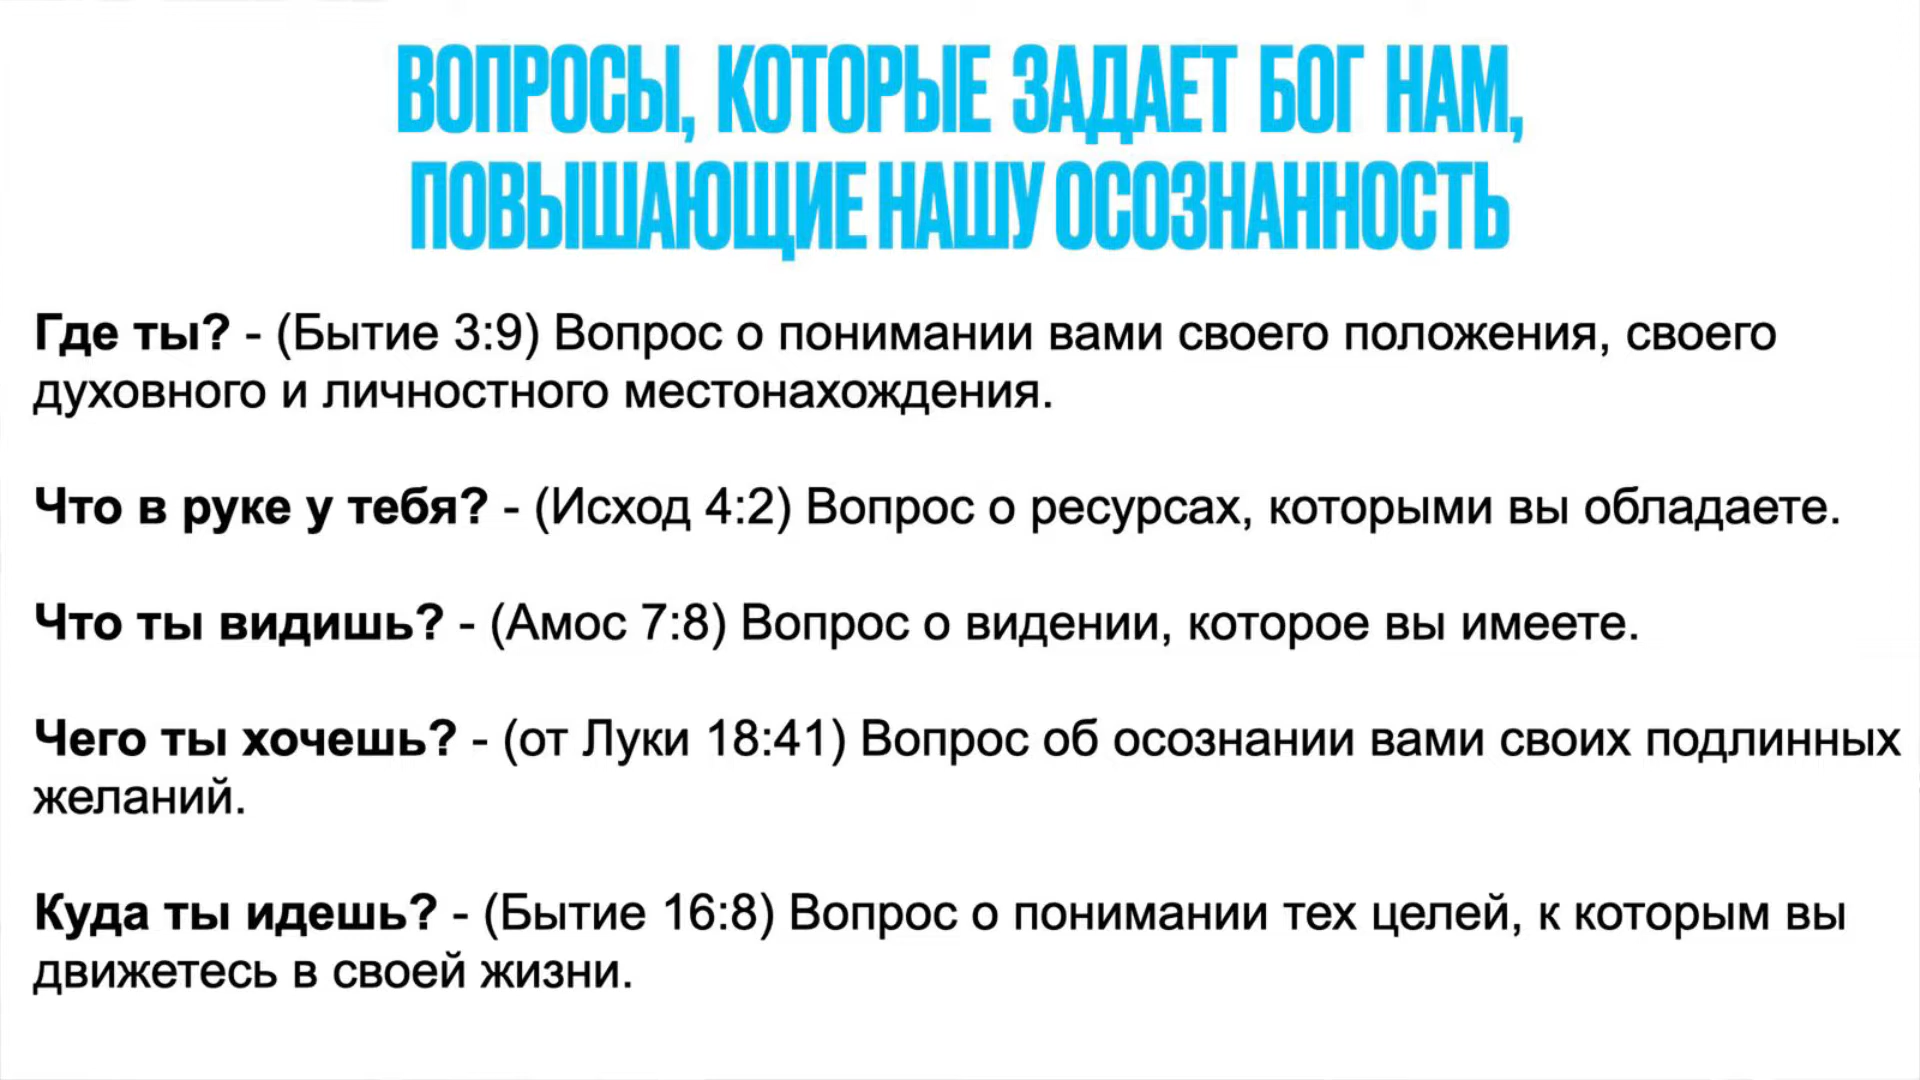 ВОПРОСЫ, КОТОРЫЕ ЗАДАЕТ БОГ НАМ,
ПОВЫШАЮЩИЕ НАШУ ОСОЗНАННОСТЬ
Где ты? - (Бытие 3:9) Вопрос о понимании вами своего положения, своего
духовного и личностного местонахождения.
Что в руке у тебя? - (Исход 4:2) Вопрос о ресурсах, которыми вы обладаете.
Что ты видишь? - (Амос 7:8) Вопрос о видении, которое вы имеете.
Чего ты хочешь? - (от Луки 18:41) Вопрос об осознании вами своих подлинных
желаний.
Куда ты идешь? - (Бытие 16:8) Вопрос о понимании тех целей, к которым вы
движетесь в своей жизни.